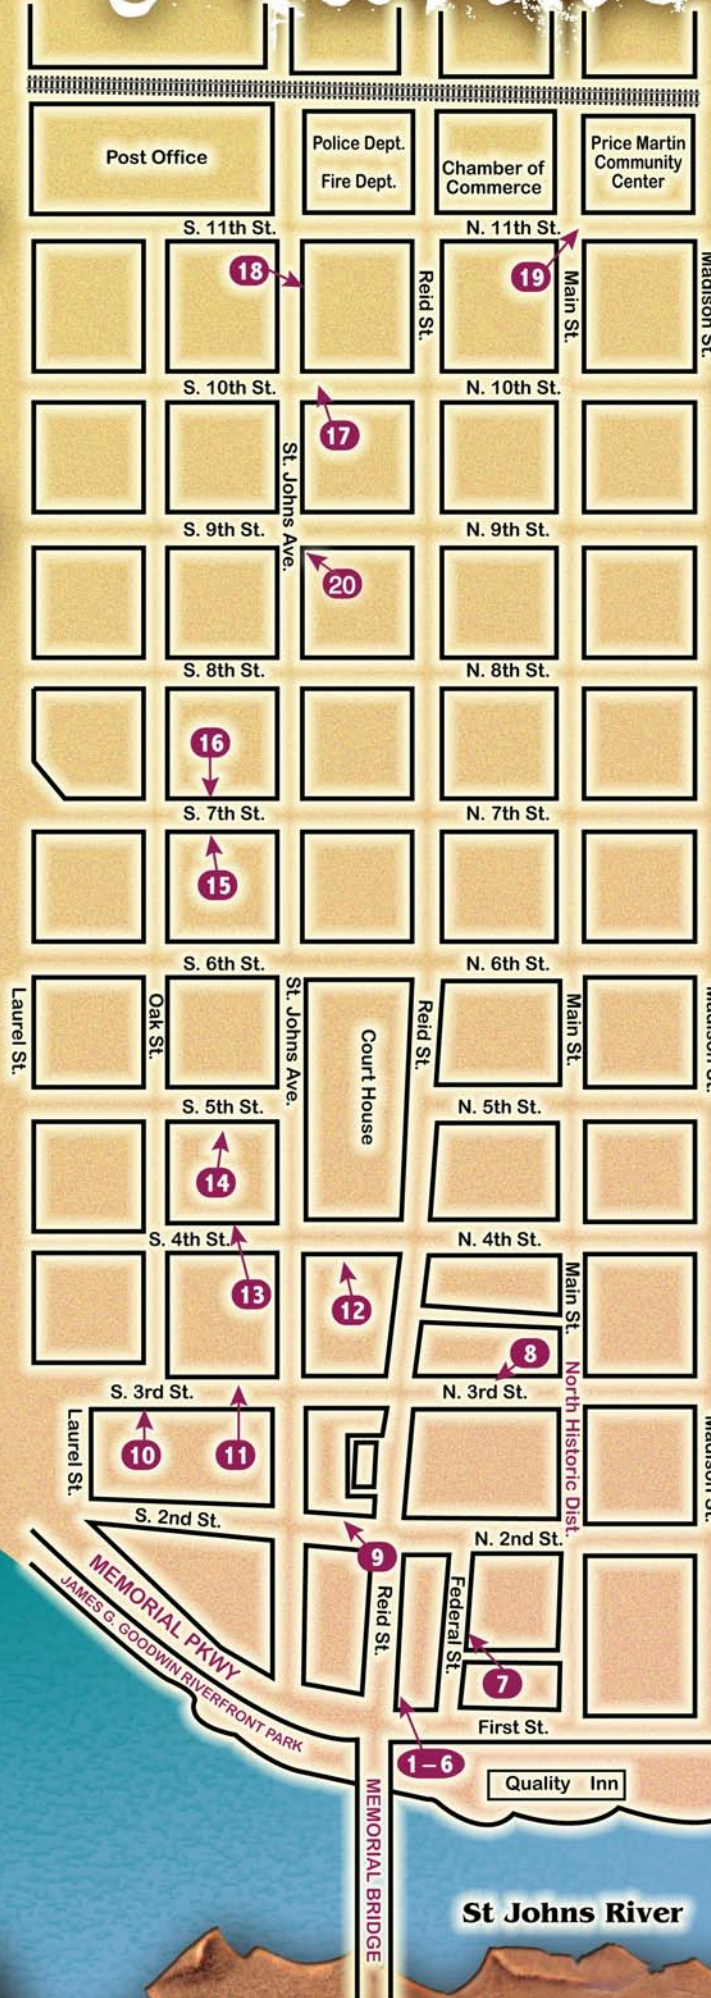 Post Office
Police Dept.
Fire Dept.
Chamber of
Commerce
Price Martin
Community
Center
S. 11th St.
N. 11th St.
18
19
Reid St.
Main St.
Madison St.
S. 10th St.
N. 10th St.
17
St. Johns Ave.
S. 9th St.
N. 9th St.
20
S. 8th St.
N. 8th St.
16
S. 7th St.
N. 7th St.
15
S. 6th St.
N. 6th St.
Laurel St.
Oak St.
St. Johns Ave.
Court House
Reid St.
Main St.
Madison St.
S. 5th St.
N. 5th St.
14
S. 4th St.
N. 4th St.
13
12
Main St.
8
North Historic Dist.
S. 3rd St.
N. 3rd St.
Laurel St.
10
11
Madison St.
S. 2nd St.
N. 2nd St.
9
MEMORIAL PKWY
JAMES G. GOODWIN RIVERFRONT PARK
Reid St.
Federal St.
7
First St.
1–6
Quality Inn
MEMORIAL BRIDGE
St Johns River